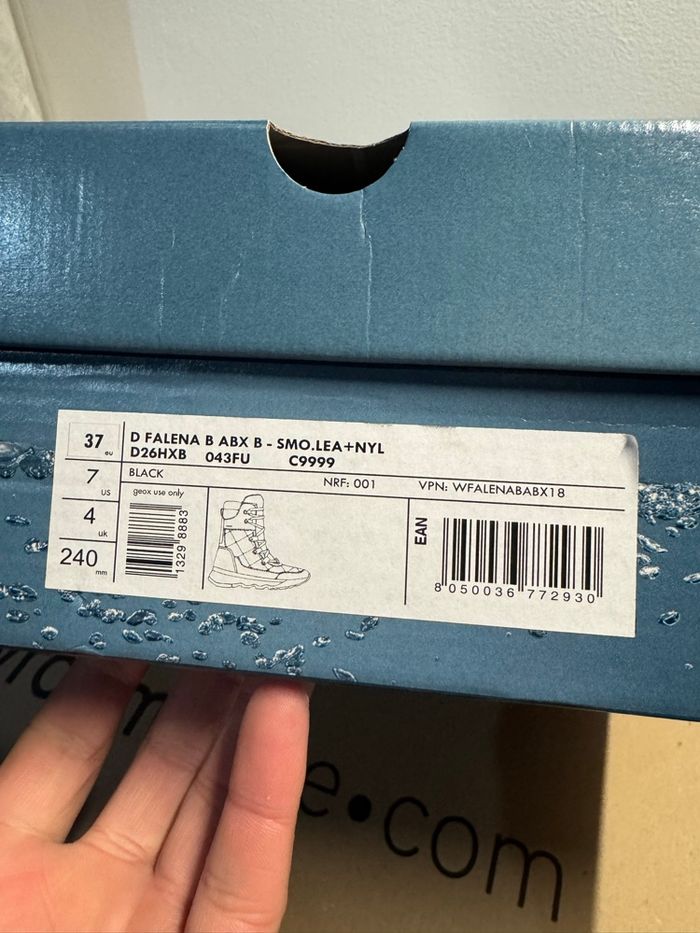 37 eu
7 us
4 uk
240 mm
D FALENA B ABX B - SMO.LEA+NYL
D26HXB 043FU C9999
BLACK
NRF: 001 VPN: WFALENABABX18
geox use only
1329 8883
EAN
8 050036 772930
e•com